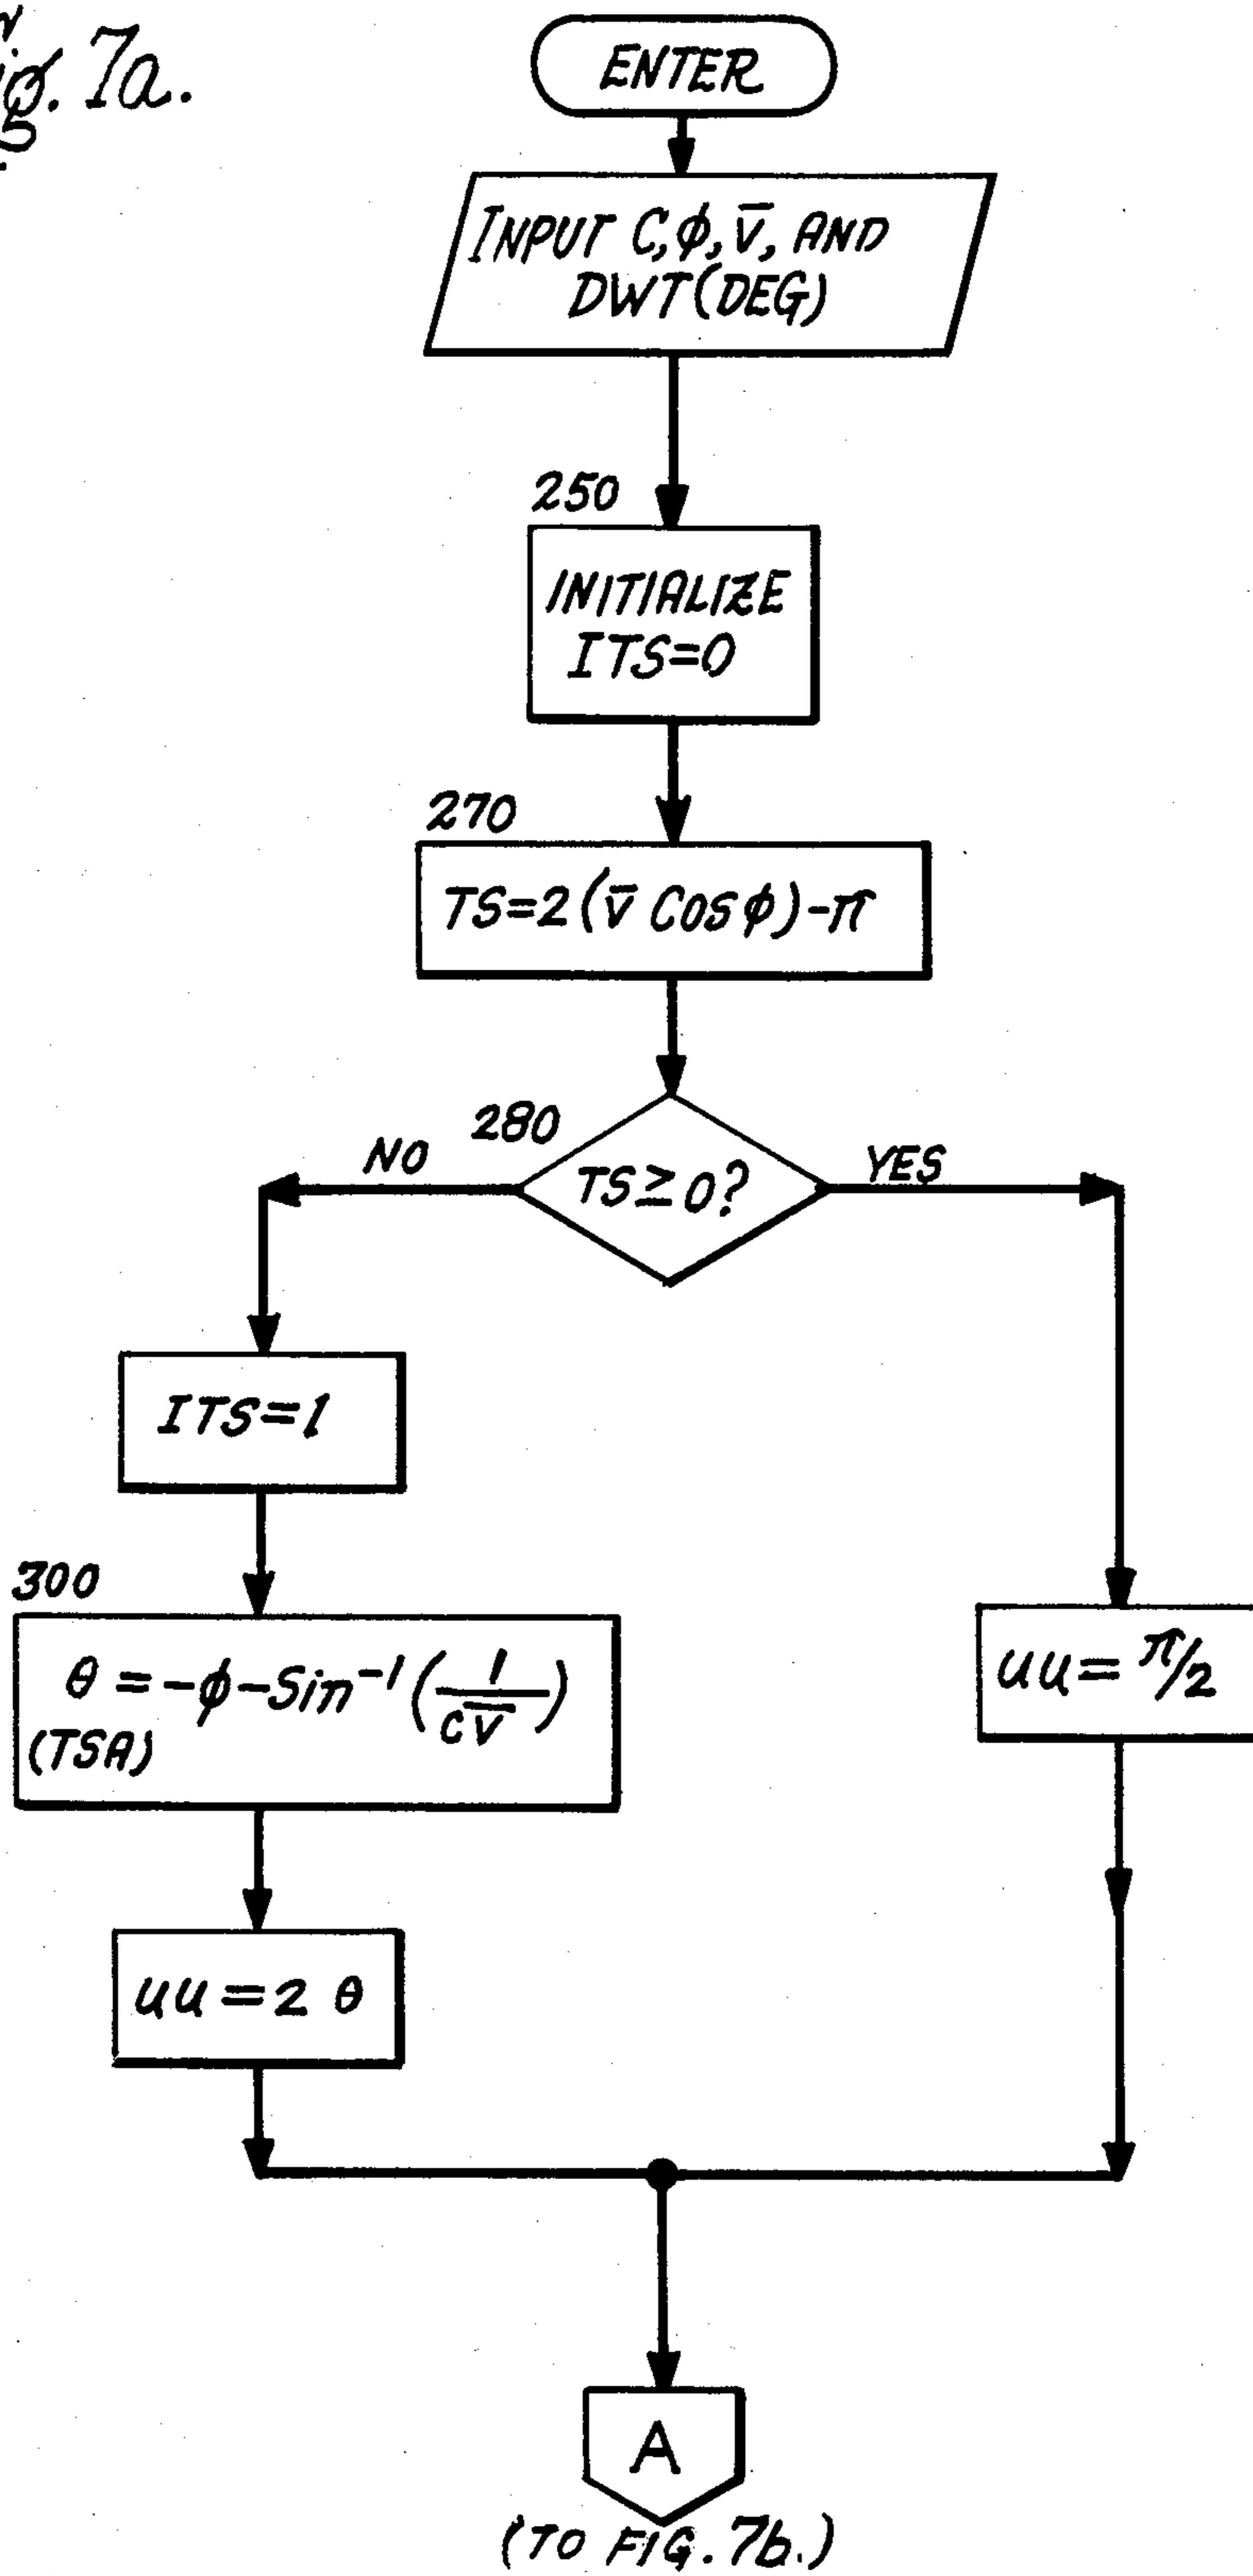 Fig. 7a.
ENTER
INPUT C, ϕ, v̅, AND
DWT (DEG)
250
INITIALIZE
ITS=0
270
TS=2(v̅ COS ϕ)-π
280
NO
TS≥0?
YES
ITS=1
300
θ = -ϕ-Sin⁻¹(1/cv̅)
(TSA)
uu= π/2
uu=2 θ
A
(TO FIG. 7b.)